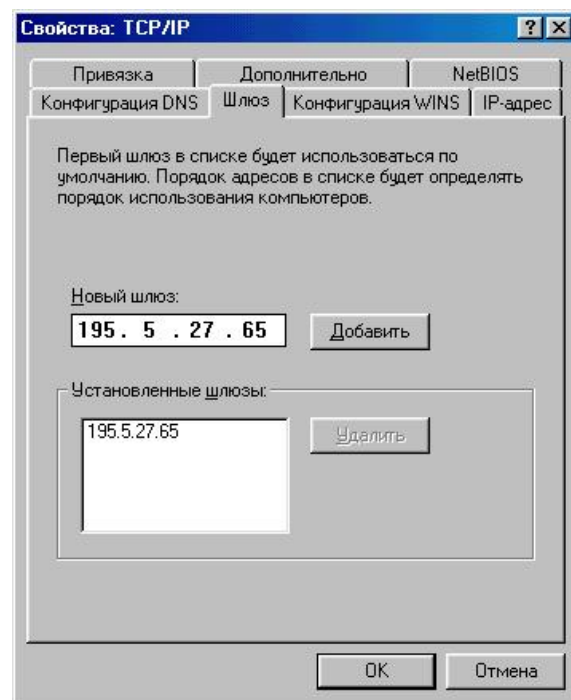 Свойства: TCP/IP
Привязка Дополнительно NetBIOS
Конфигурация DNS Шлюз Конфигурация WINS IP-адрес
Первый шлюз в списке будет использоваться по
умолчанию. Порядок адресов в списке будет определять
порядок использования компьютеров.
Новый шлюз:
195. 5 . 27 . 65 Добавить
Установленные шлюзы:
195.5.27.65 Удалить
OK Отмена